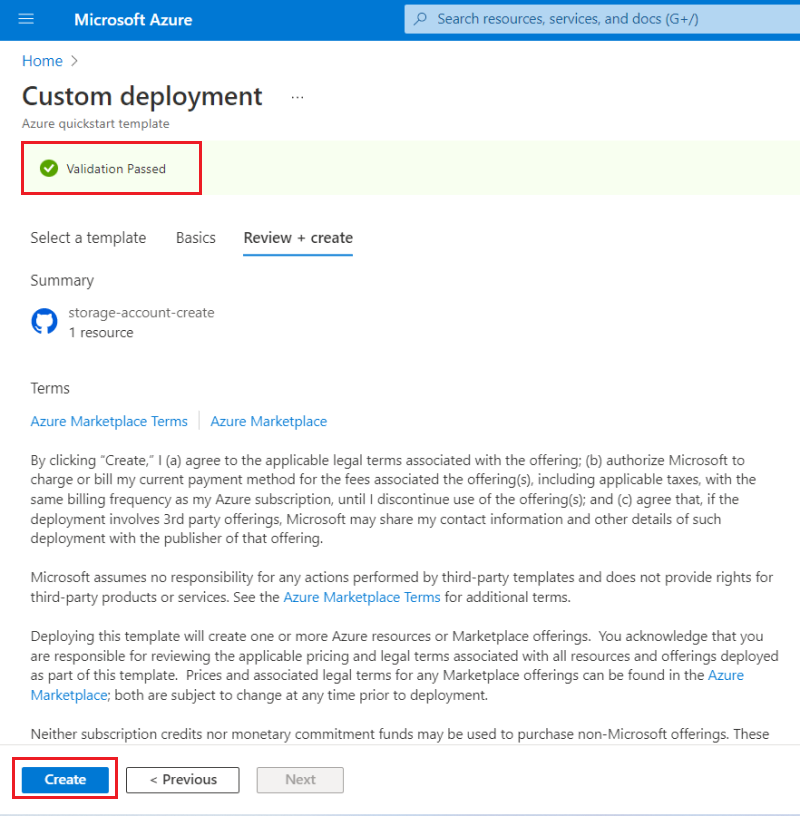 Microsoft Azure
Search resources, services, and docs (G+/)
Home >
Custom deployment ...
Azure quickstart template
Validation Passed
Select a template Basics Review + create
Summary
storage-account-create
1 resource
Terms
Azure Marketplace Terms Azure Marketplace
By clicking "Create," I (a) agree to the applicable legal terms associated with the offering; (b) authorize Microsoft to
charge or bill my current payment method for the fees associated the offering(s), including applicable taxes, with the
same billing frequency as my Azure subscription, until I discontinue use of the offering(s); and (c) agree that, if the
deployment involves 3rd party offerings, Microsoft may share my contact information and other details of such
deployment with the publisher of that offering.
Microsoft assumes no responsibility for any actions performed by third-party templates and does not provide rights for
third-party products or services. See the Azure Marketplace Terms for additional terms.
Deploying this template will create one or more Azure resources or Marketplace offerings. You acknowledge that you
are responsible for reviewing the applicable pricing and legal terms associated with all resources and offerings deployed
as part of this template. Prices and associated legal terms for any Marketplace offerings can be found in the Azure
Marketplace; both are subject to change at any time prior to deployment.
Neither subscription credits nor monetary commitment funds may be used to purchase non-Microsoft offerings. These
Create < Previous Next